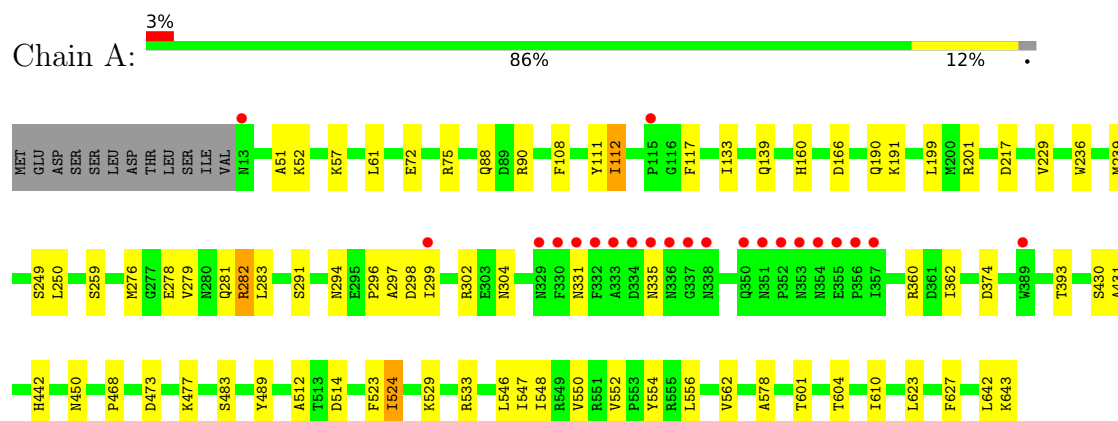 3%
Chain A:
86% 12% •
MET GLU ASP SER SER LEU ASP THR LEU SER ILE VAL N13 A51 K52 K57 L61 E72 R75 Q88 D89 R90 F108 Y111 I112 P115 G116 F117 I133 Q139 H160 D166 Q190 K191 L199 M200 R201 D217 V229 W236 M239
S249 L250 S259 M276 G277 E278 V279 N280 Q281 R282 L283 S291 N294 E295 P296 A297 D298 I299 R302 E303 N304 N329 F330 N331 F332 A333 D334 N335 N336 G337 N338 Q350 N351 P352 N353 N354 E355 P356 I357 R360 D361 I362 D374 W389 T393 S430 A431
H442 N450 P468 D473 K477 S483 Y489 A512 T513 D514 F523 I524 K529 R533 L546 I547 I548 R549 V550 R551 V552 P553 Y554 R555 L556 V562 A578 T601 T604 I610 L623 F627 L642 K643